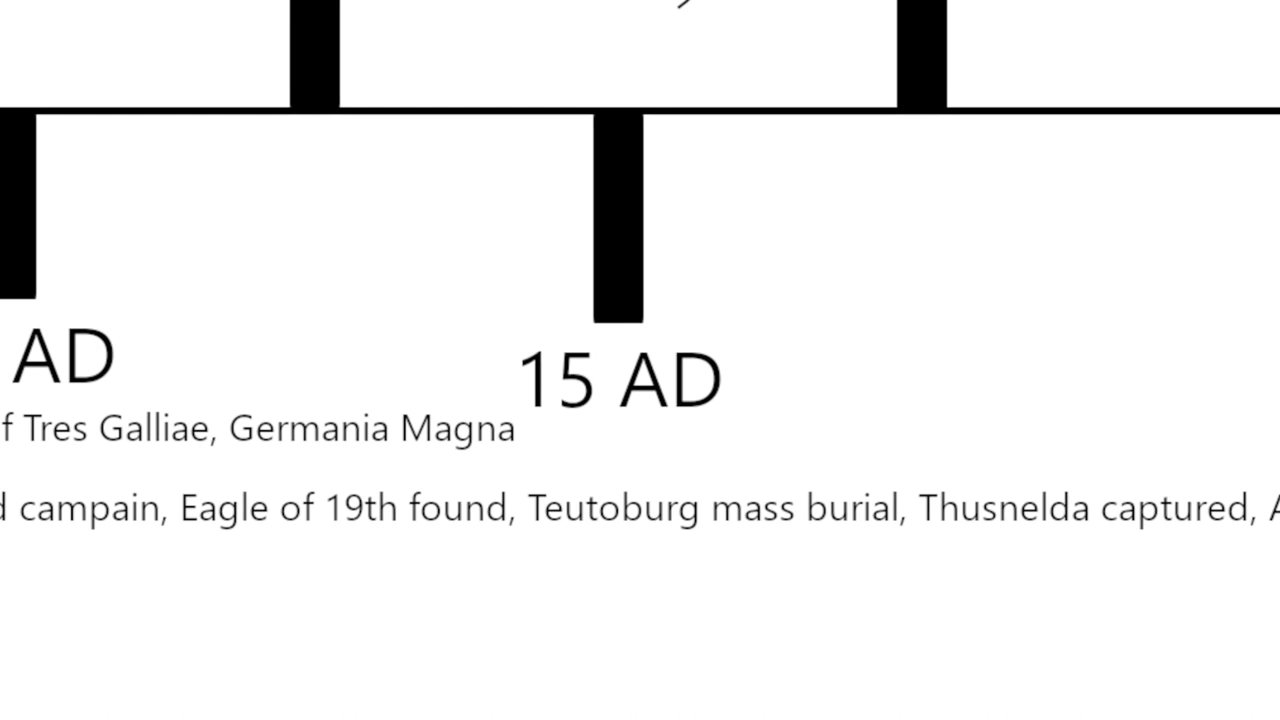 AD
15 AD
f Tres Galliae, Germania Magna
d campain, Eagle of 19th found, Teutoburg mass burial, Thusnelda captured,